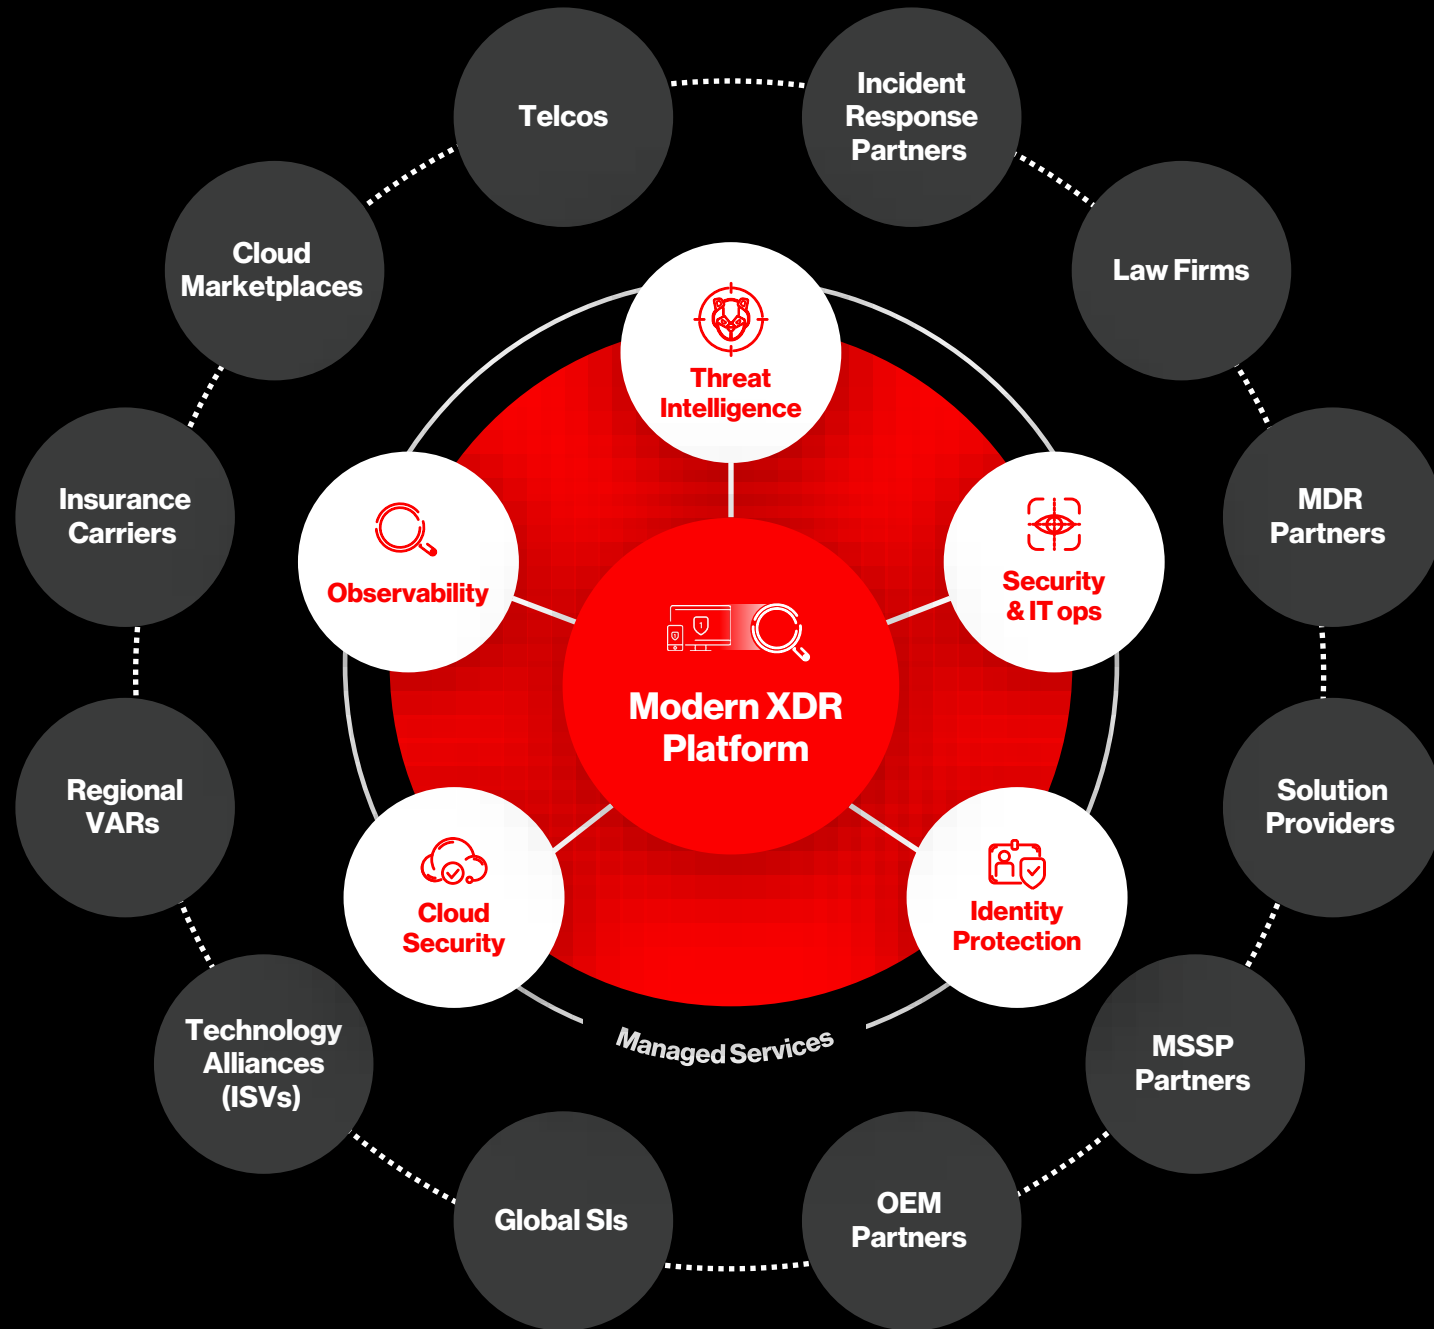 Telcos
Incident
Response
Partners
Cloud
Marketplaces
Law Firms
Threat
Intelligence
Insurance
Carriers
MDR
Partners
Observability
Security
& IT ops
Modern XDR
Platform
Regional
VARs
Solution
Providers
Cloud
Security
Identity
Protection
Managed Services
Technology
Alliances
(ISVs)
MSSP
Partners
Global SIs
OEM
Partners